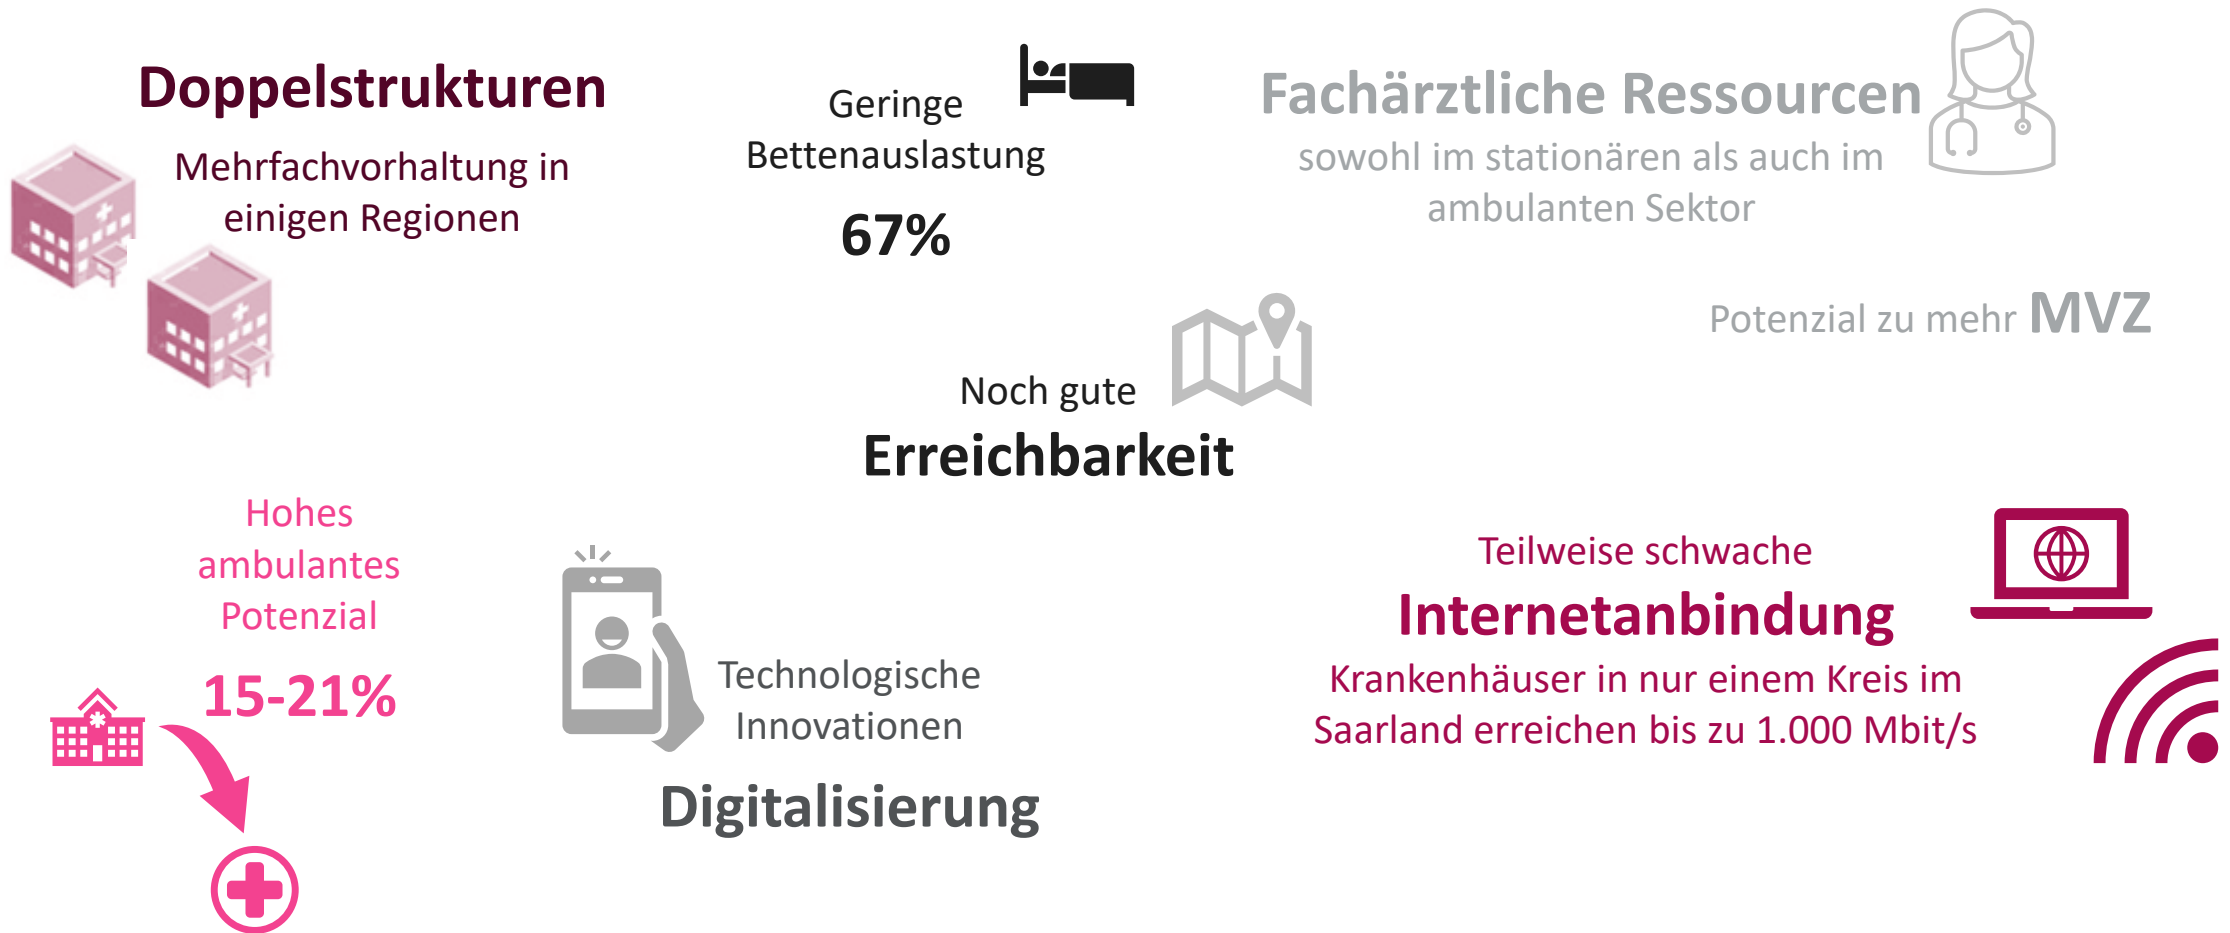 Doppelstrukturen
Mehrfachvorhaltung in
einigen Regionen
Geringe
Bettenauslastung
67%
Fachärztliche Ressourcen
sowohl im stationären als auch im
ambulanten Sektor
Potenzial zu mehr MVZ
Noch gute
Erreichbarkeit
Hohes
ambulantes
Potenzial
15-21%
Technologische
Innovationen
Digitalisierung
Teilweise schwache
Internetanbindung
Krankenhäuser in nur einem Kreis im
Saarland erreichen bis zu 1.000 Mbit/s